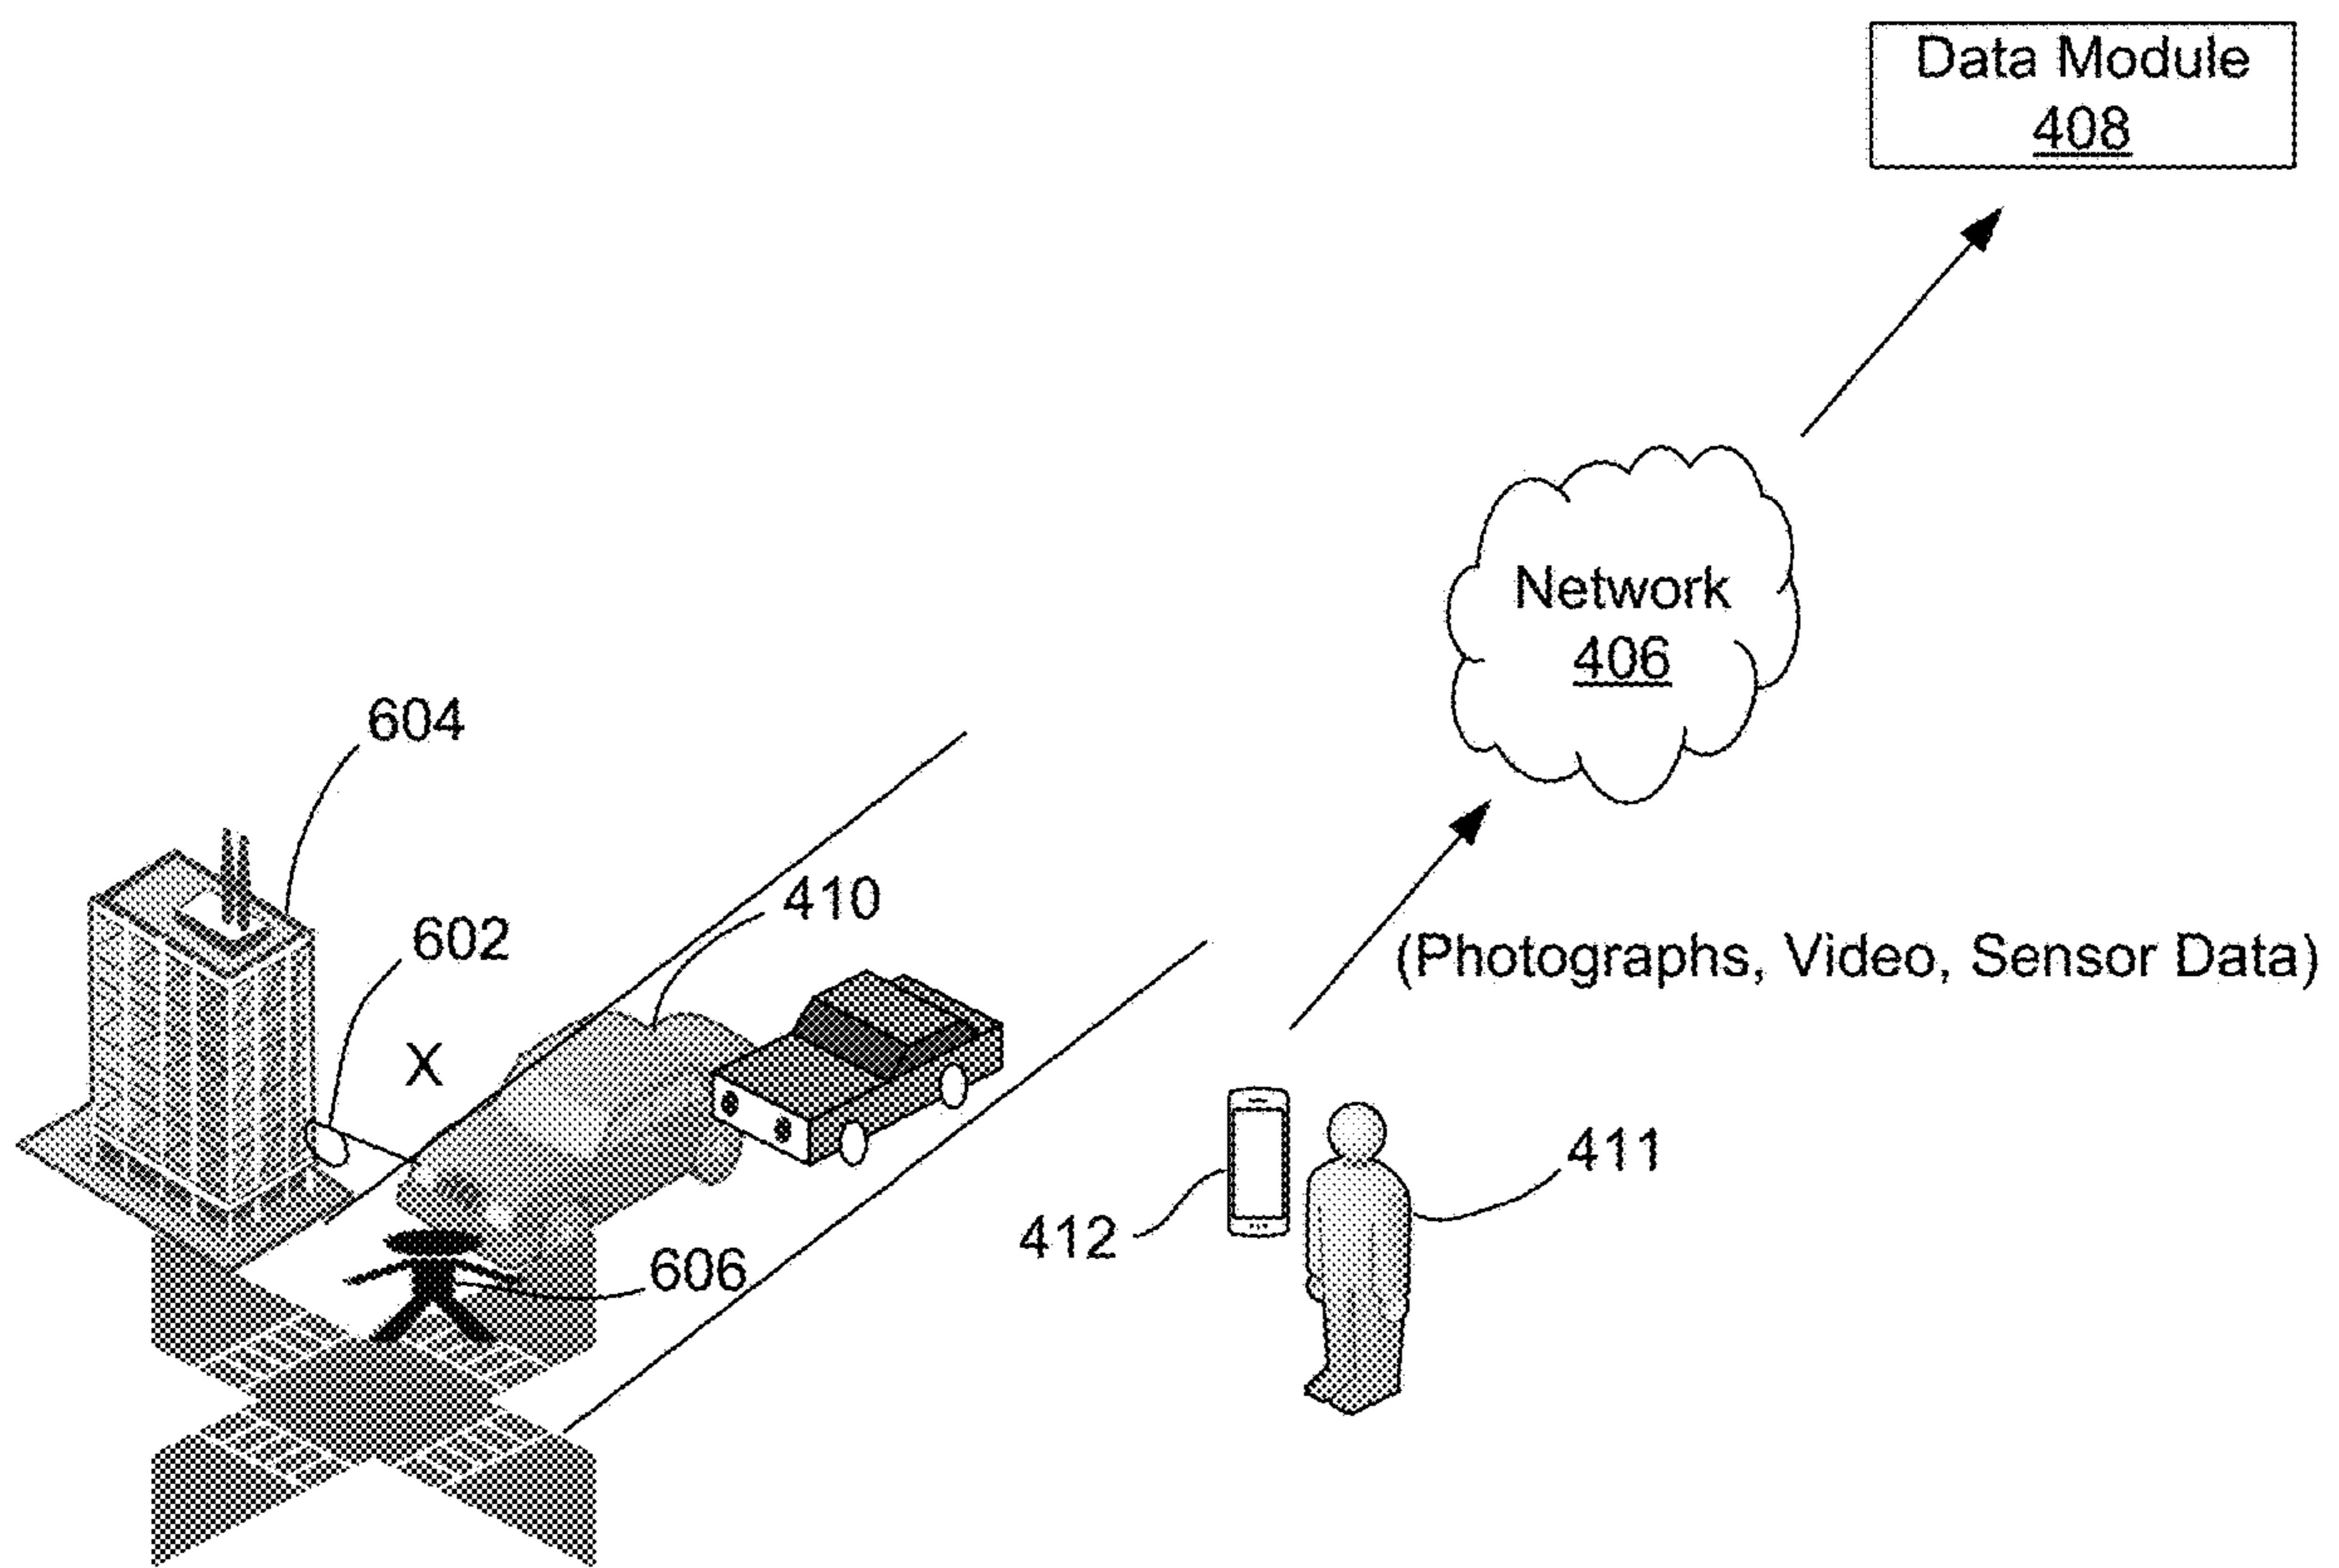 Data Module
408
Network
406
604
410
602
(Photographs, Video, Sensor Data)
X
411
412
606